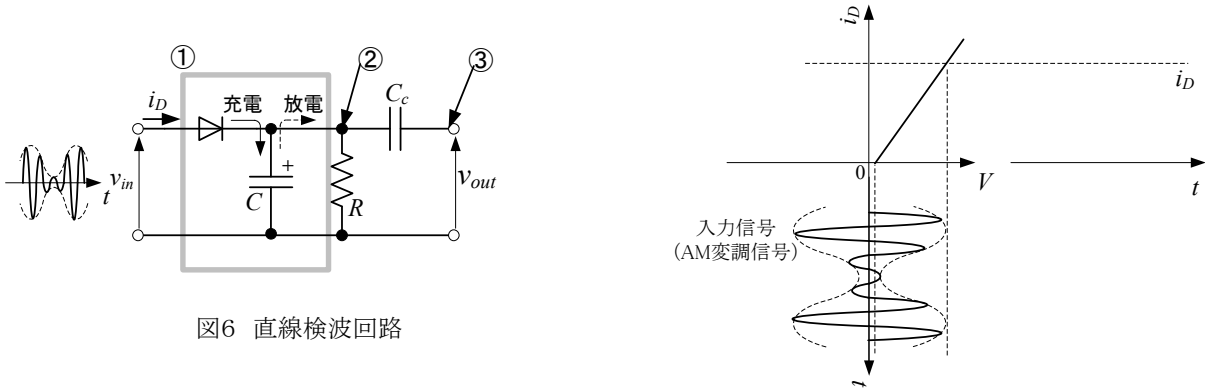 ①
②
③
i_D
充電
放電
C_c
+
v_in
t
C
R
v_out
図6 直線検波回路
i_D
i_D
0
V
t
入力信号
(AM変調信号)
t